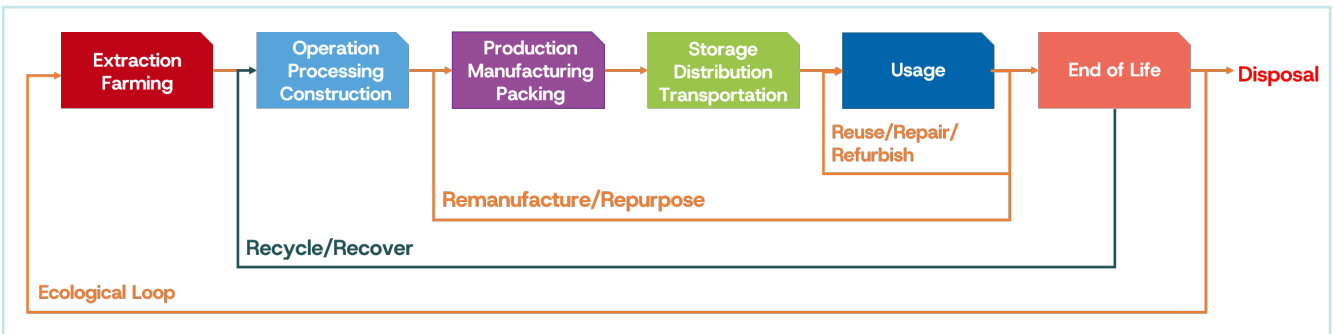 Extraction
Farming
Operation
Processing
Construction
Production
Manufacturing
Packing
Storage
Distribution
Transportation
Usage
End of Life
Disposal
Reuse/Repair/
Refurbish
Remanufacture/Repurpose
Recycle/Recover
Ecological Loop